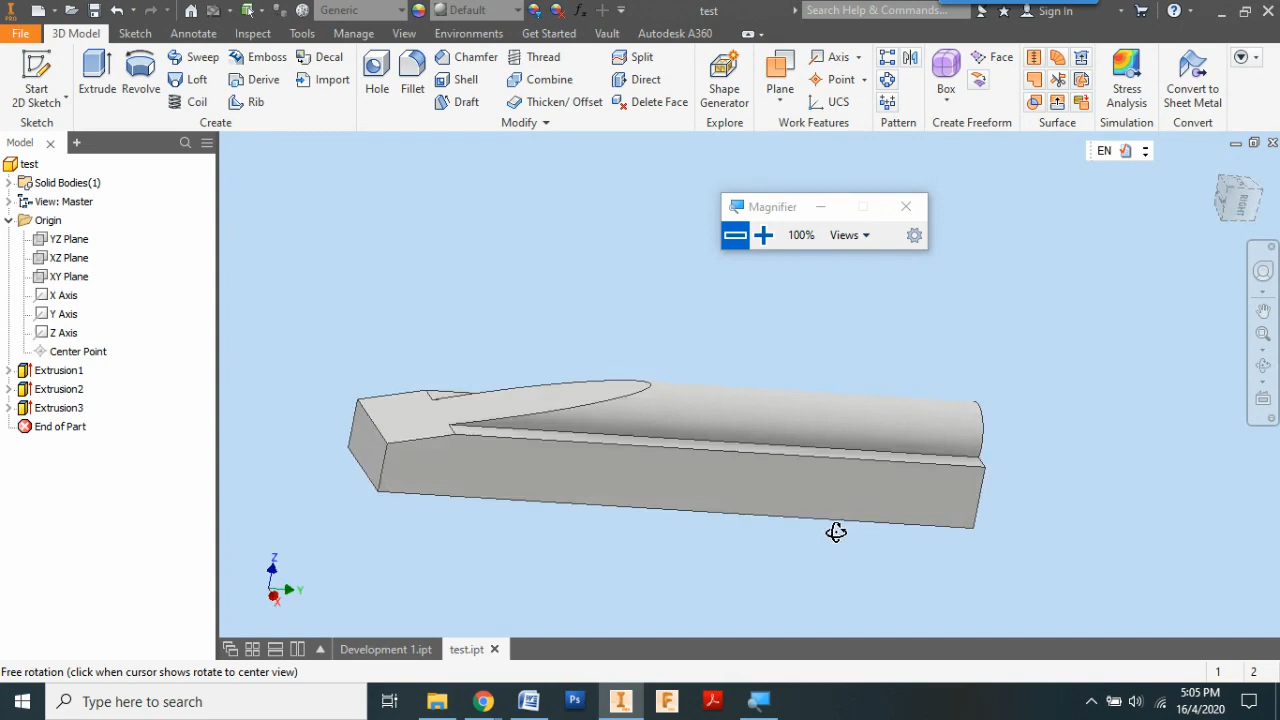 PRO Generic Default fx test Search Help & Commands... Sign In ?
File 3D Model Sketch Annotate Inspect Tools Manage View Environments Get Started Vault Autodesk A360
Start
2D Sketch
Sketch
Extrude Revolve
Sweep Emboss Decal
Loft Derive Import
Coil Rib
Create
Hole Fillet
Chamfer Thread Split
Shell Combine Direct
Draft Thicken/ Offset Delete Face
Modify
Shape
Generator
Explore
Plane
Axis
Point
UCS
Work Features
Pattern
Box
Face
Create Freeform
Surface
Stress
Analysis
Simulation
Convert to
Sheet Metal
Convert
Model
test
Solid Bodies(1)
View: Master
Origin
YZ Plane
XZ Plane
XY Plane
X Axis
Y Axis
Z Axis
Center Point
Extrusion1
Extrusion2
Extrusion3
End of Part
EN
RIGHT
Magnifier
100% Views
Z
Y
X
Development 1.ipt test.ipt
Free rotation (click when cursor shows rotate to center view) 1 2
Type here to search
5:05 PM
16/4/2020